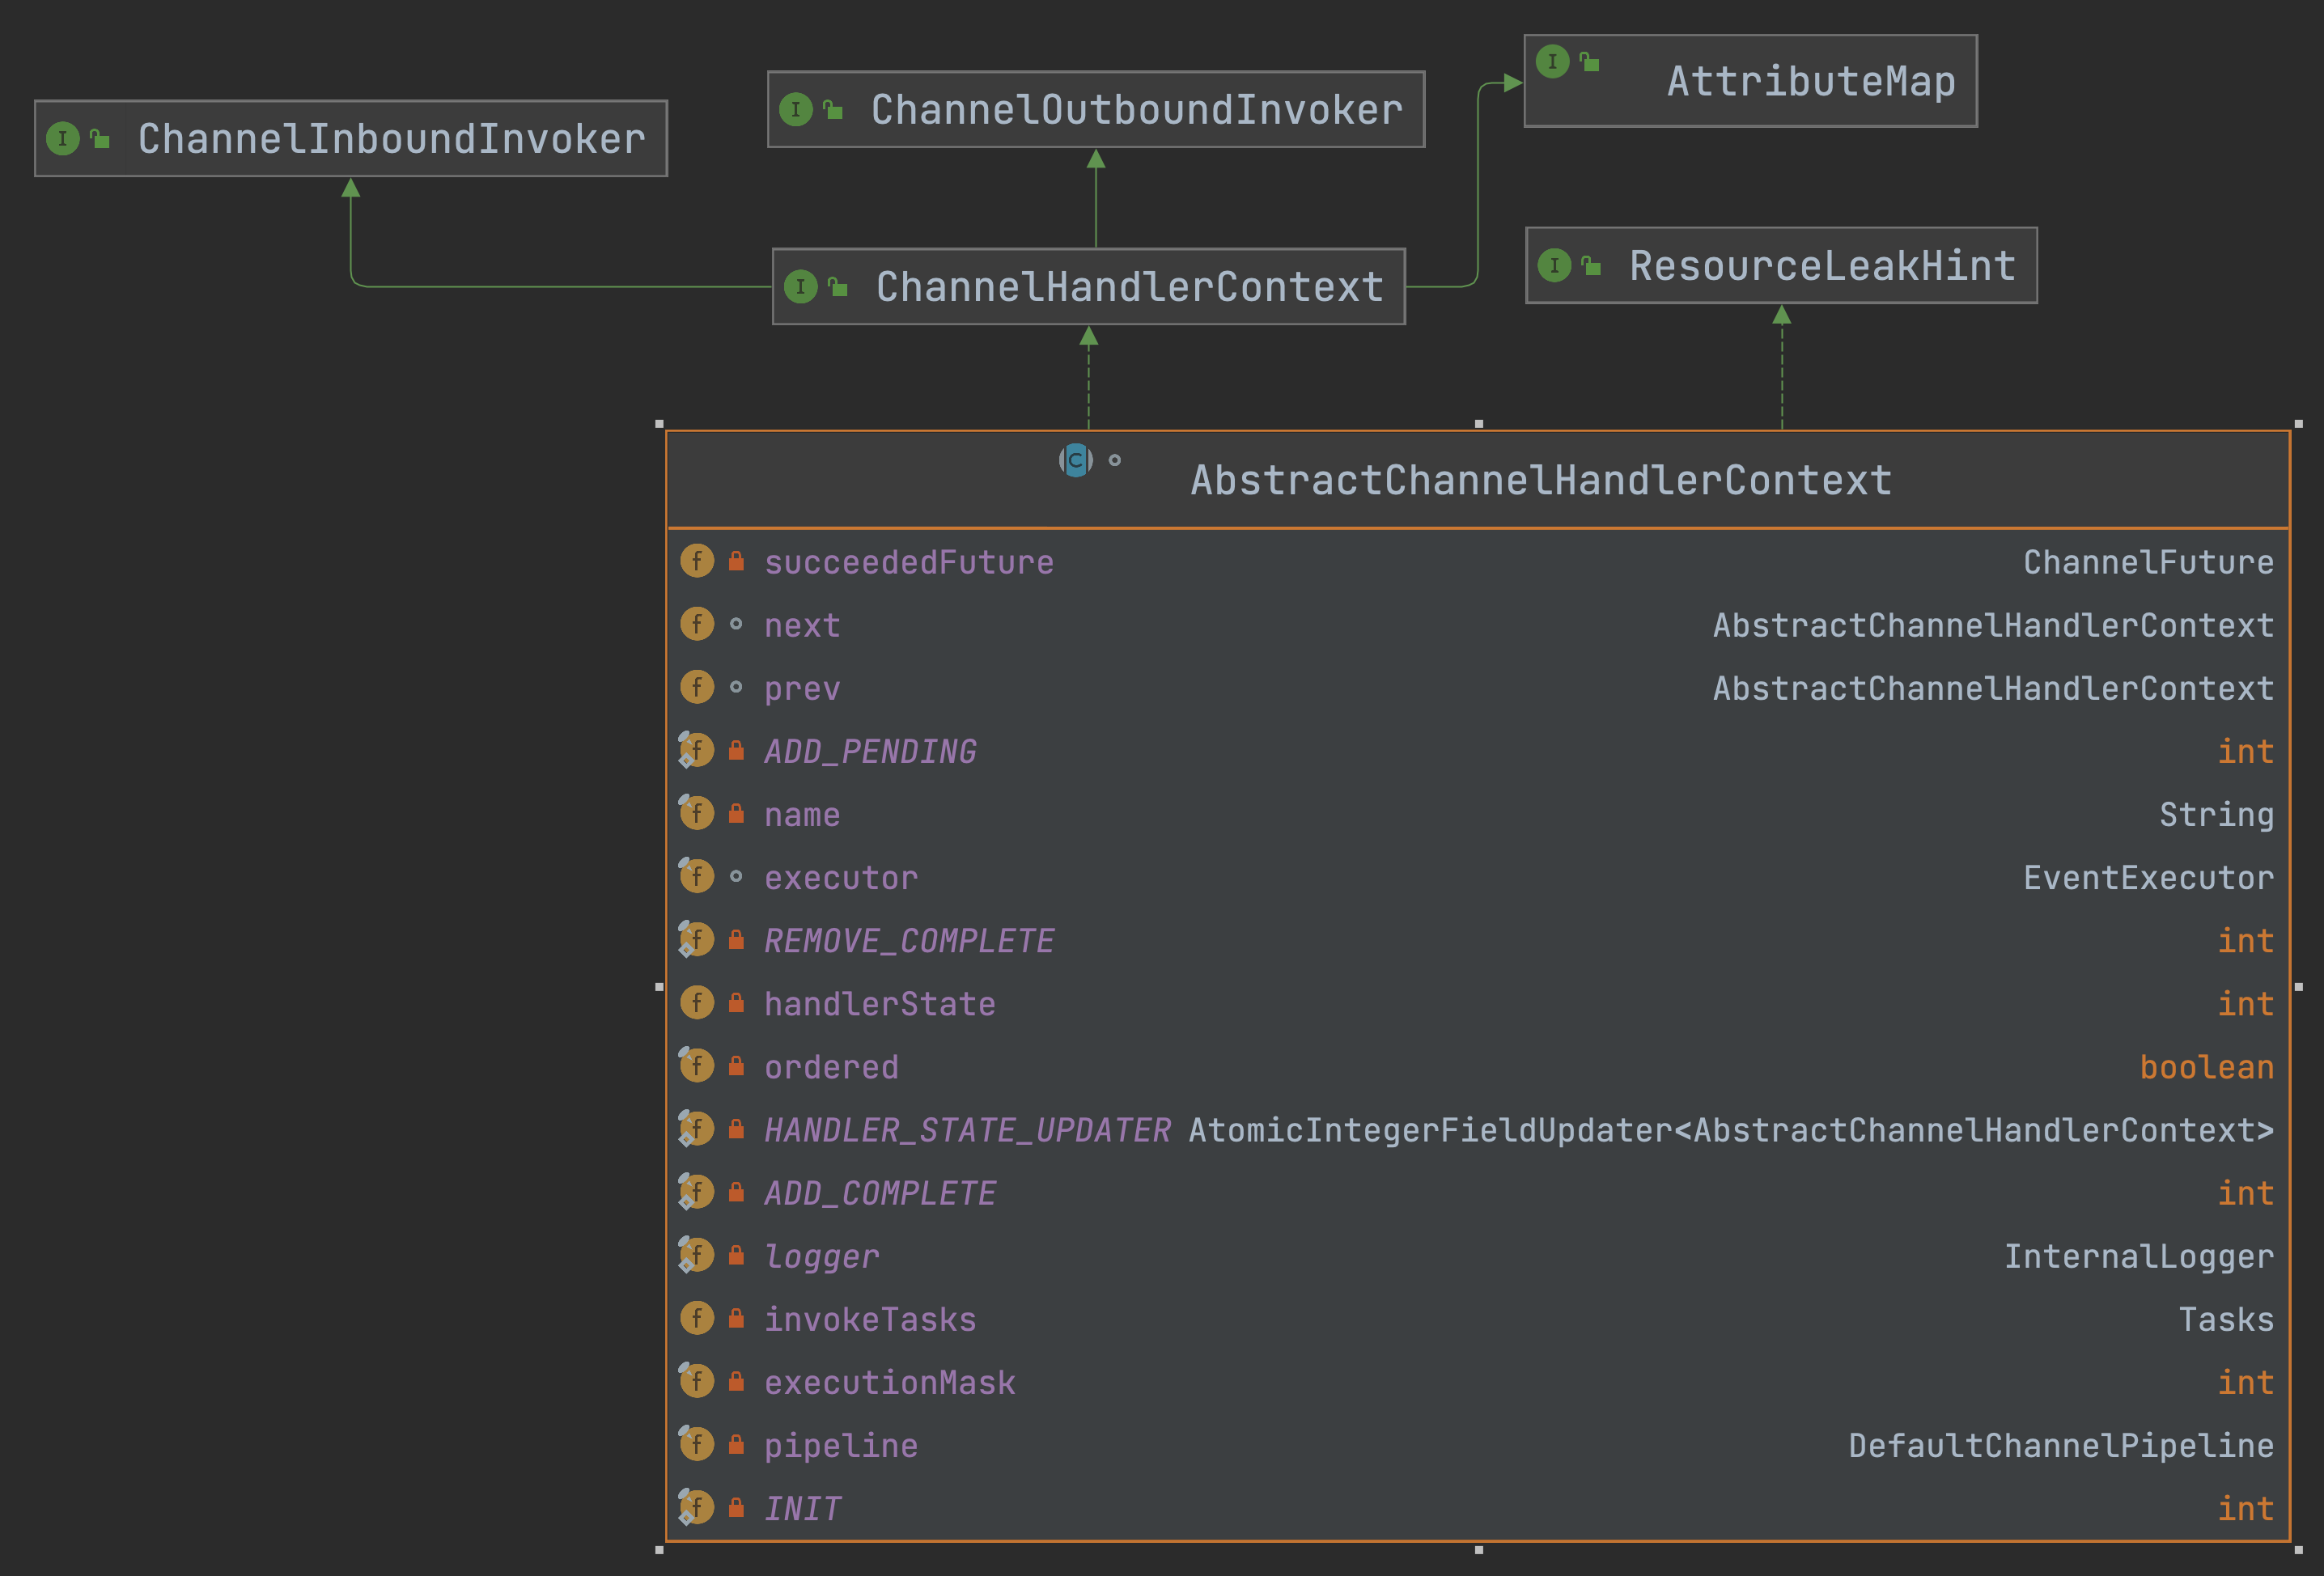 AttributeMap
ChannelOutboundInvoker
ChannelInboundInvoker
ResourceLeakHint
ChannelHandlerContext
AbstractChannelHandlerContext
succeededFuture ChannelFuture
next AbstractChannelHandlerContext
prev AbstractChannelHandlerContext
ADD_PENDING int
name String
executor EventExecutor
REMOVE_COMPLETE int
handlerState int
ordered boolean
HANDLER_STATE_UPDATER AtomicIntegerFieldUpdater<AbstractChannelHandlerContext>
ADD_COMPLETE int
logger InternalLogger
invokeTasks Tasks
executionMask int
pipeline DefaultChannelPipeline
INIT int